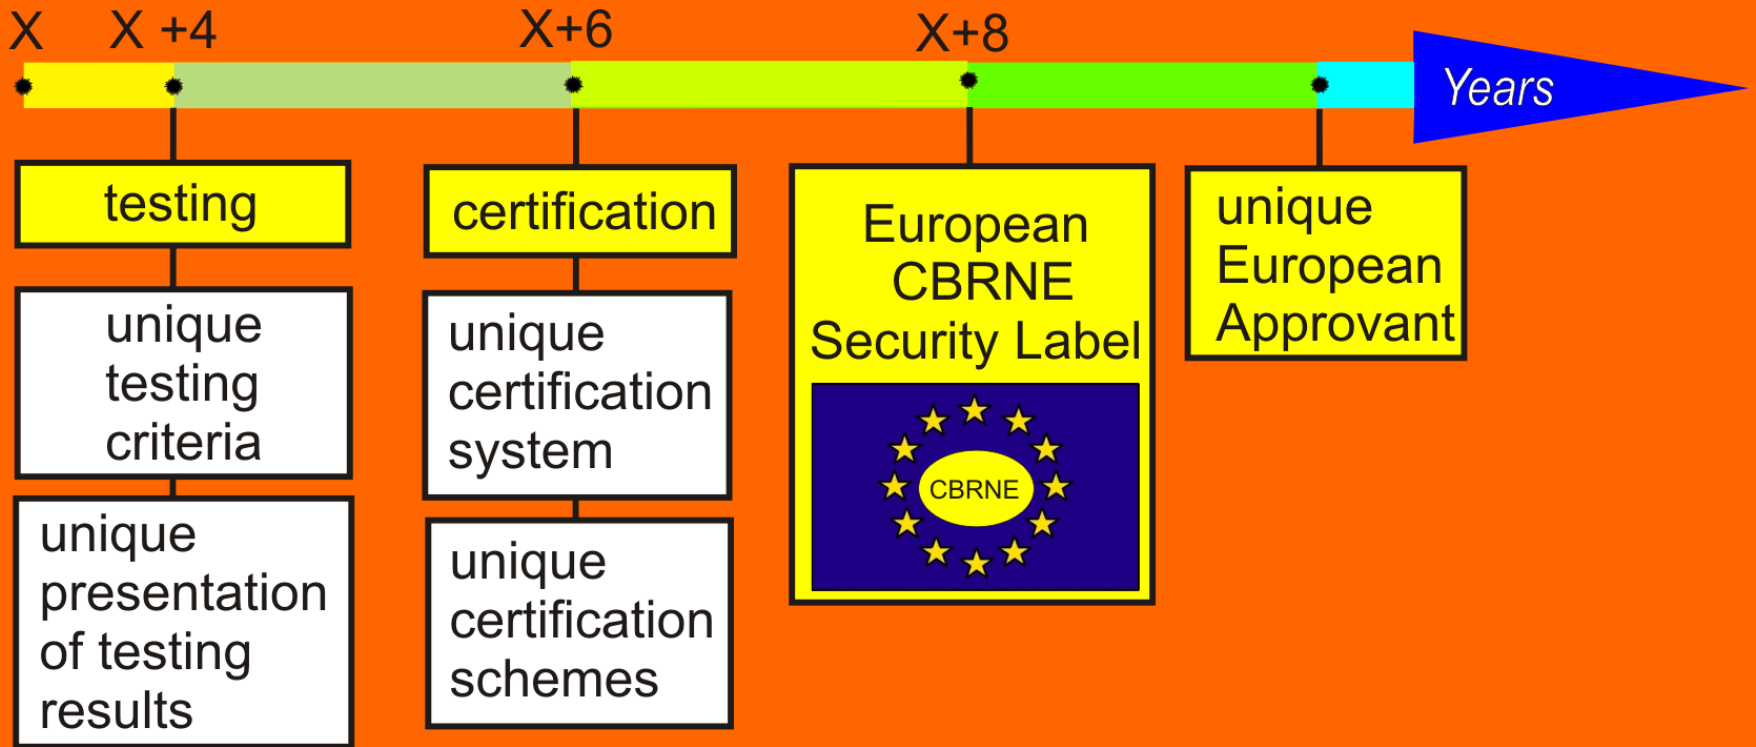 X
X +4
X+6
X+8
Years
testing
unique
testing
criteria
unique
presentation
of testing
results
certification
unique
certification
system
unique
certification
schemes
European
CBRNE
Security Label
CBRNE
unique
European
Approvant